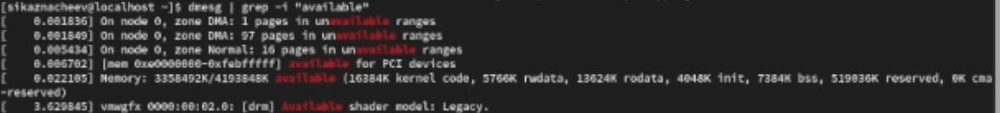 [sikaznacheev@localhost ~]$ dmesg | grep -i "available"
[    0.001836] On node 0, zone DMA: 1 pages in unavailable ranges
[    0.001849] On node 0, zone DMA: 97 pages in unavailable ranges
[    0.005434] On node 0, zone Normal: 16 pages in unavailable ranges
[    0.006702] [mem 0xe0000000-0xfebfffff] available for PCI devices
[    0.022105] Memory: 3358492K/4193848K available (16384K kernel code, 5766K rwdata, 13624K rodata, 4048K init, 7384K bss, 519036K reserved, 0K cma
-reserved)
[    3.629845] vmwgfx 0000:00:02.0: [drm] Available shader model: Legacy.